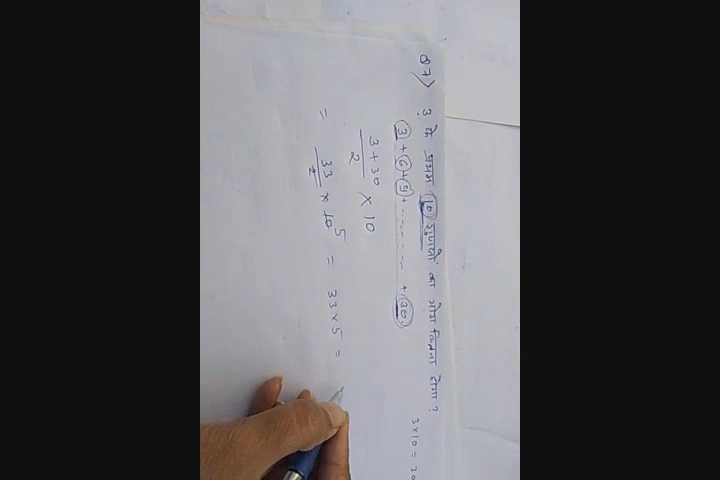 87) 3 के प्रथम 10 गुणजों का योग कितना होगा?
3 + 6 + 9 + ............ + 30.
3 × 10 = 30
3 + 30 / 2 × 10
= 33 / 2 × 10 5 = 33 × 5 =